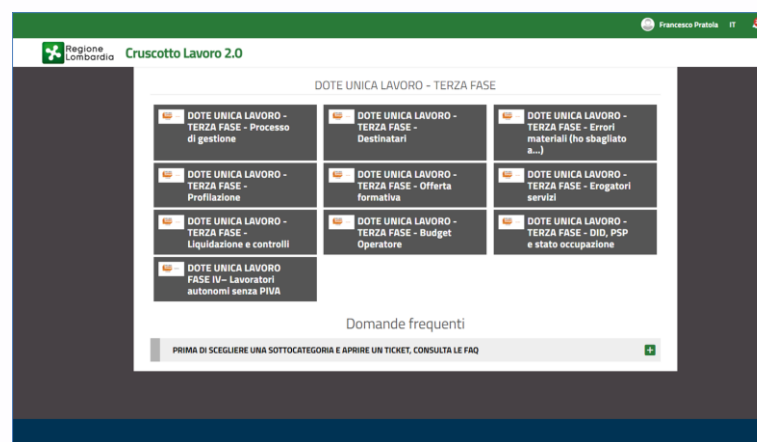 Francesco Pratola IT
Regione
Lombardia
Cruscotto Lavoro 2.0
DOTE UNICA LAVORO - TERZA FASE
DOTE UNICA LAVORO -
TERZA FASE - Processo
di gestione
DOTE UNICA LAVORO -
TERZA FASE -
Destinatari
DOTE UNICA LAVORO -
TERZA FASE - Errori
materiali (ho sbagliato
a...)
DOTE UNICA LAVORO -
TERZA FASE -
Profilazione
DOTE UNICA LAVORO -
TERZA FASE - Offerta
formativa
DOTE UNICA LAVORO -
TERZA FASE - Erogatori
servizi
DOTE UNICA LAVORO -
TERZA FASE -
Liquidazione e controlli
DOTE UNICA LAVORO -
TERZA FASE - Budget
Operatore
DOTE UNICA LAVORO -
TERZA FASE - DID, PSP
e stato occupazione
DOTE UNICA LAVORO
FASE IV– Lavoratori
autonomi senza PIVA
Domande frequenti
PRIMA DI SCEGLIERE UNA SOTTOCATEGORIA E APRIRE UN TICKET, CONSULTA LE FAQ